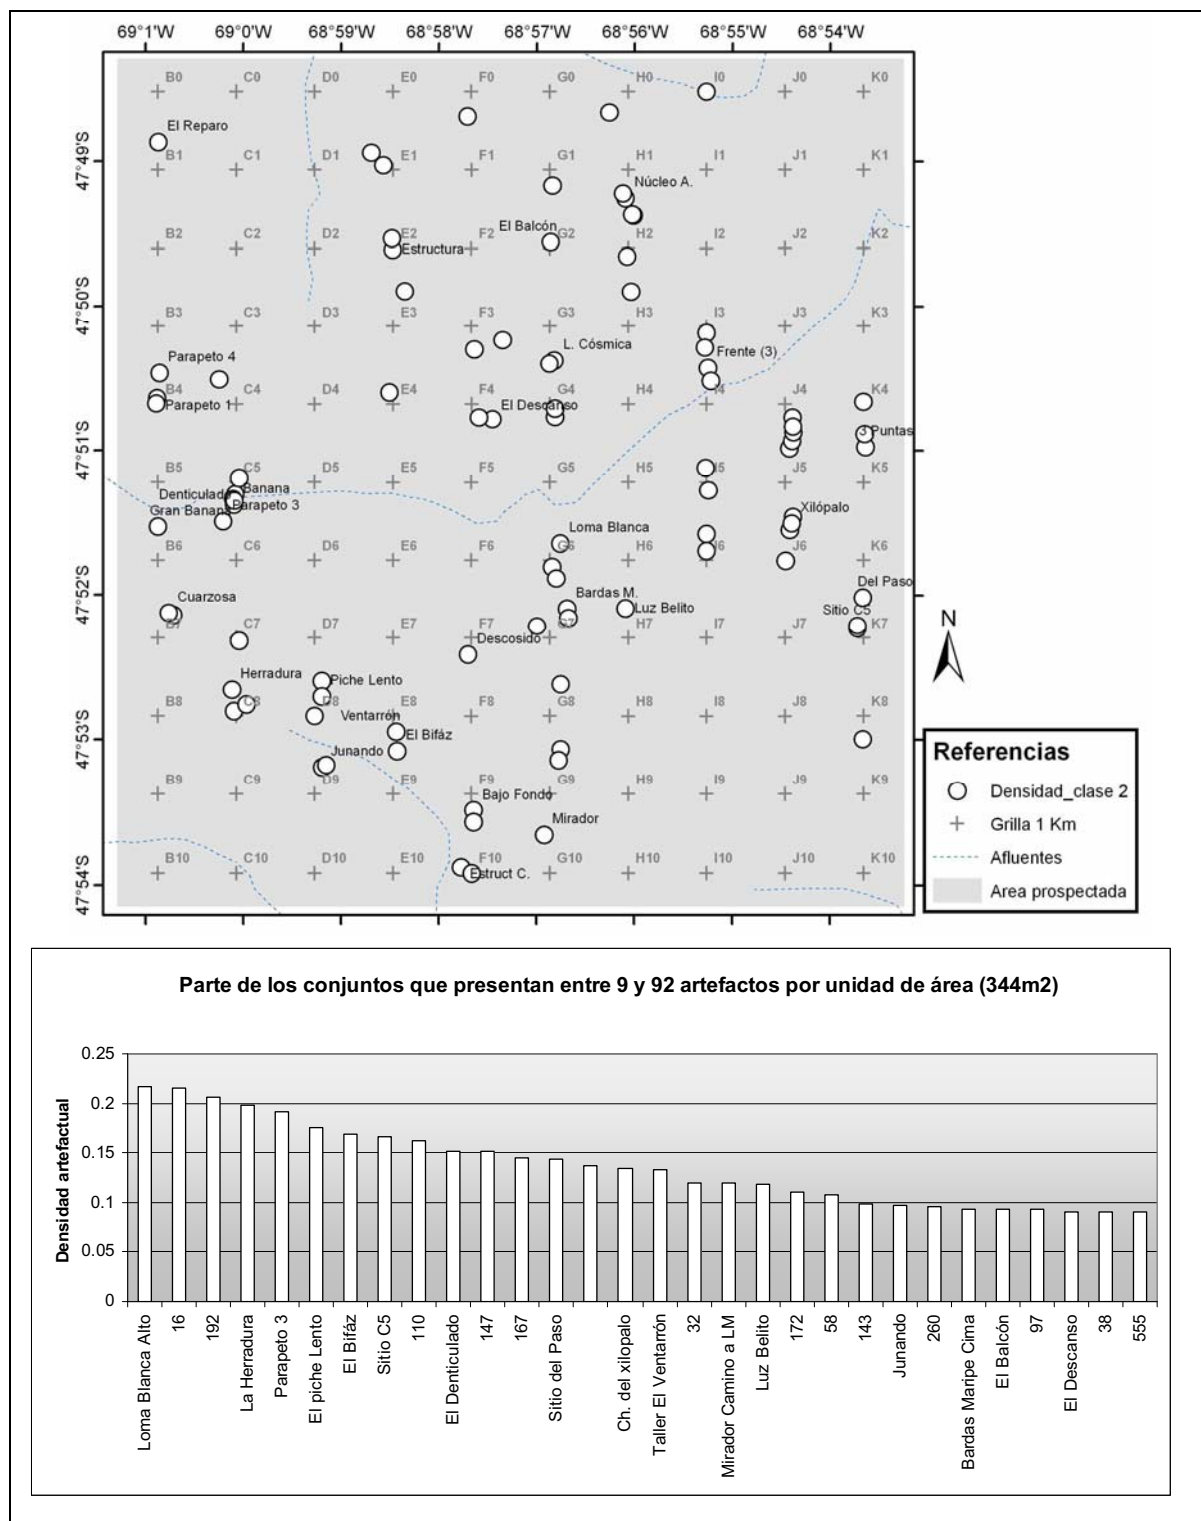 69°1'W 69°0'W 68°59'W 68°58'W 68°57'W 68°56'W 68°55'W 68°54'W
B0 C0 D0 E0 F0 G0 H0 I0 J0 K0
El Reparo
47°49'S
B1 C1 D1 E1 F1 G1 H1 I1 J1 K1
Núcleo A.
El Balcón
B2 C2 D2 E2 F2 G2 H2 I2 J2 K2
Estructura
47°50'S
B3 C3 D3 E3 F3 G3 H3 I3 J3 K3
Parapeto 4 L. Cósmica Frente (3)
B4 C4 D4 E4 F4 G4 H4 I4 J4 K4
Parapeto 1 El Descanso
3 Puntas
47°51'S
B5 C5 D5 E5 F5 G5 H5 I5 J5 K5
Banana
Denticulado
Parapeto 3 Xilópalo
Gran Banana
Loma Blanca
B6 C6 D6 E6 F6 G6 H6 I6 J6 K6
47°52'S
Del Paso
Cuarzosa Bardas M.
Luz Belito Sitio C5
B7 C7 D7 E7 F7 G7 H7 I7 J7 K7
Descosido
Herradura Piche Lento
B8 C8 D8 E8 F8 G8 H8 I8 J8 K8
Ventarrón
El Bifáz
47°53'S
Junando
B9 C9 D9 E9 F9 G9 H9 I9 J9 K9
Bajo Fondo
Mirador
B10 C10 D10 E10 F10 G10 H10 I10 J10 K10
Estruct C.
47°54'S
N
Referencias
Densidad_clase 2
Grilla 1 Km
Afluentes
Area prospectada
Parte de los conjuntos que presentan entre 9 y 92 artefactos por unidad de área (344m2)
Densidad artefactual
0.25
0.2
0.15
0.1
0.05
0
Loma Blanca Alto
16
192
La Herradura
Parapeto 3
El piche Lento
El Bifáz
Sitio C5
110
El Denticulado
147
167
Sitio del Paso
Ch. del xilopalo
Taller El Ventarrón
32
Mirador Camino a LM
Luz Belito
172
58
143
Junando
260
Bardas Maripe Cima
El Balcón
97
El Descanso
38
555